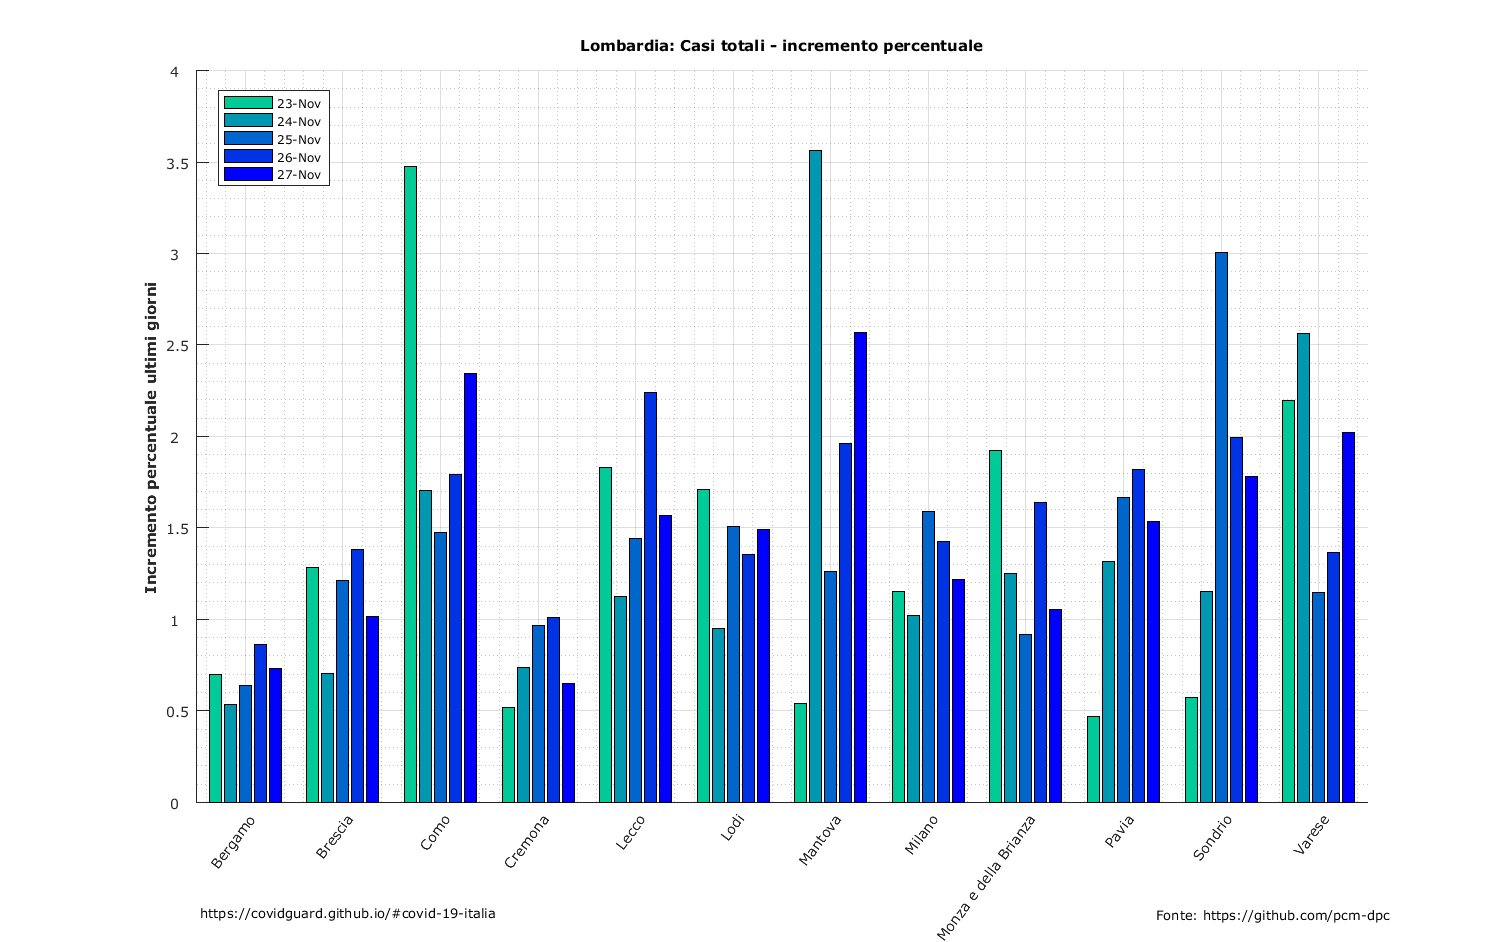 Lombardia: Casi totali - incremento percentuale
4
3.5
3
2.5
2
1.5
1
0.5
0
Incremento percentuale ultimi giorni
23-Nov
24-Nov
25-Nov
26-Nov
27-Nov
Bergamo
Brescia
Como
Cremona
Lecco
Lodi
Mantova
Milano
Monza e della Brianza
Pavia
Sondrio
Varese
https://covidguard.github.io/#covid-19-italia
Fonte: https://github.com/pcm-dpc